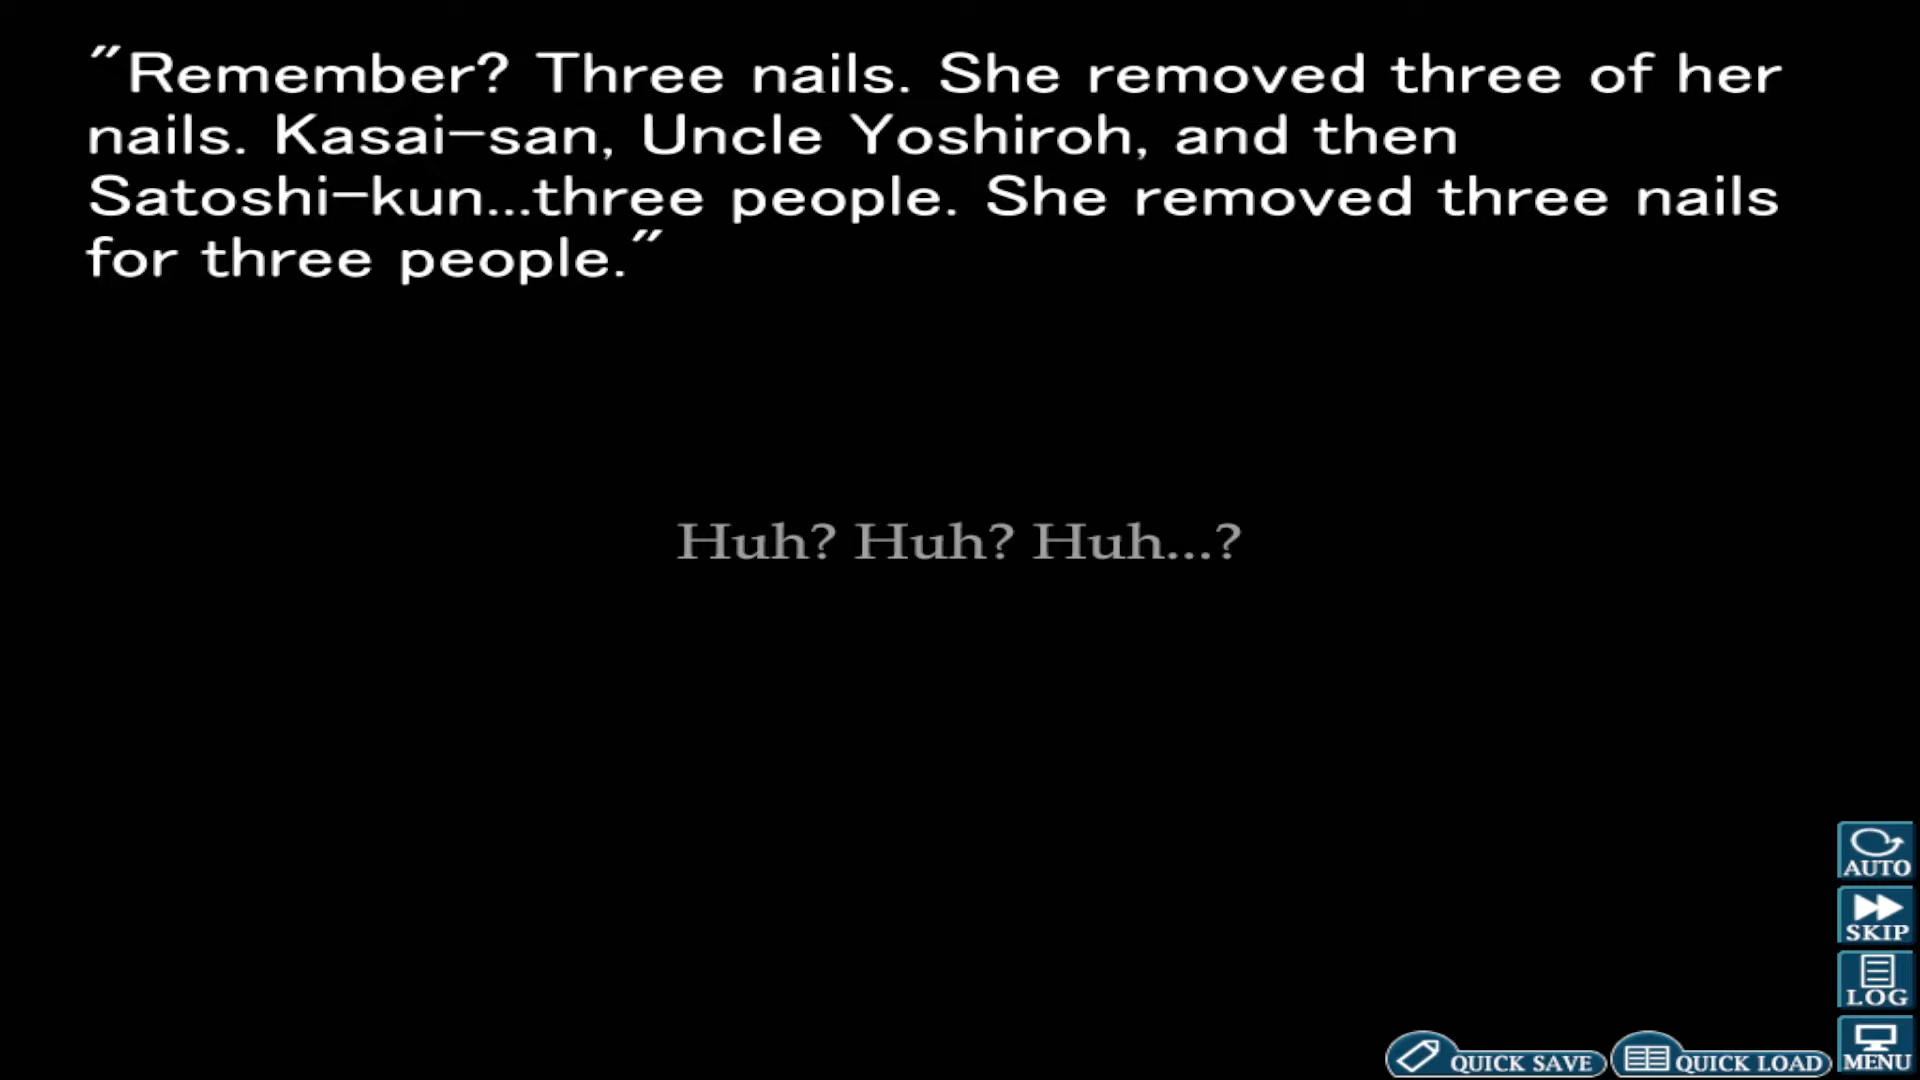 "Remember? Three nails. She removed three of her
nails. Kasai-san, Uncle Yoshiroh, and then
Satoshi-kun...three people. She removed three nails
for three people."
Huh? Huh? Huh...?
AUTO
SKIP
LOG
QUICK SAVE
QUICK LOAD
MENU